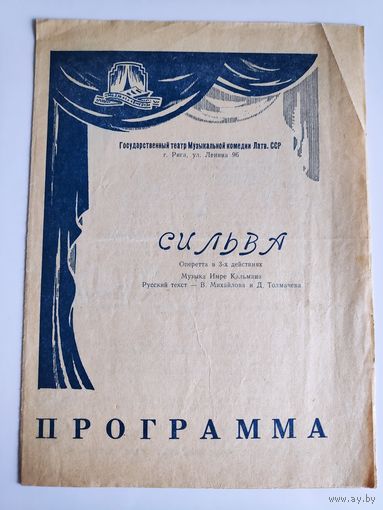 Государственный театр Музыкальной комедии Латв. ССР
г. Рига, ул. Ленина 96
СИЛЬВА
Оперетта в 3-х действиях
Музыка Имре Кальмана
Русский текст — В. Михайлова и Д. Толмачева
ПРОГРАММА
www.ay.by